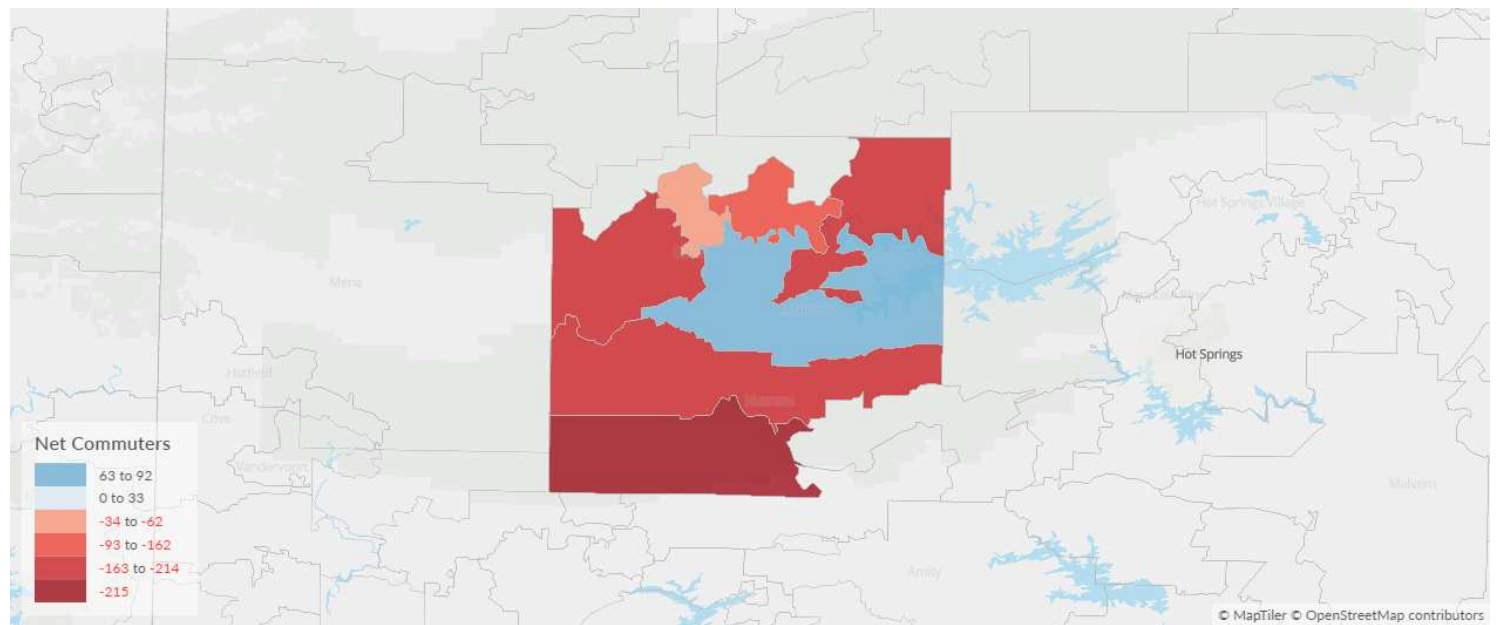 Hot Springs Village
Mena
Hot Springs
Hatfield
Cove
Vandervoort
Malvern
Amity
Net Commuters
63 to 92
0 to 33
-34 to -62
-93 to -162
-163 to -214
-215
© MapTiler © OpenStreetMap contributors